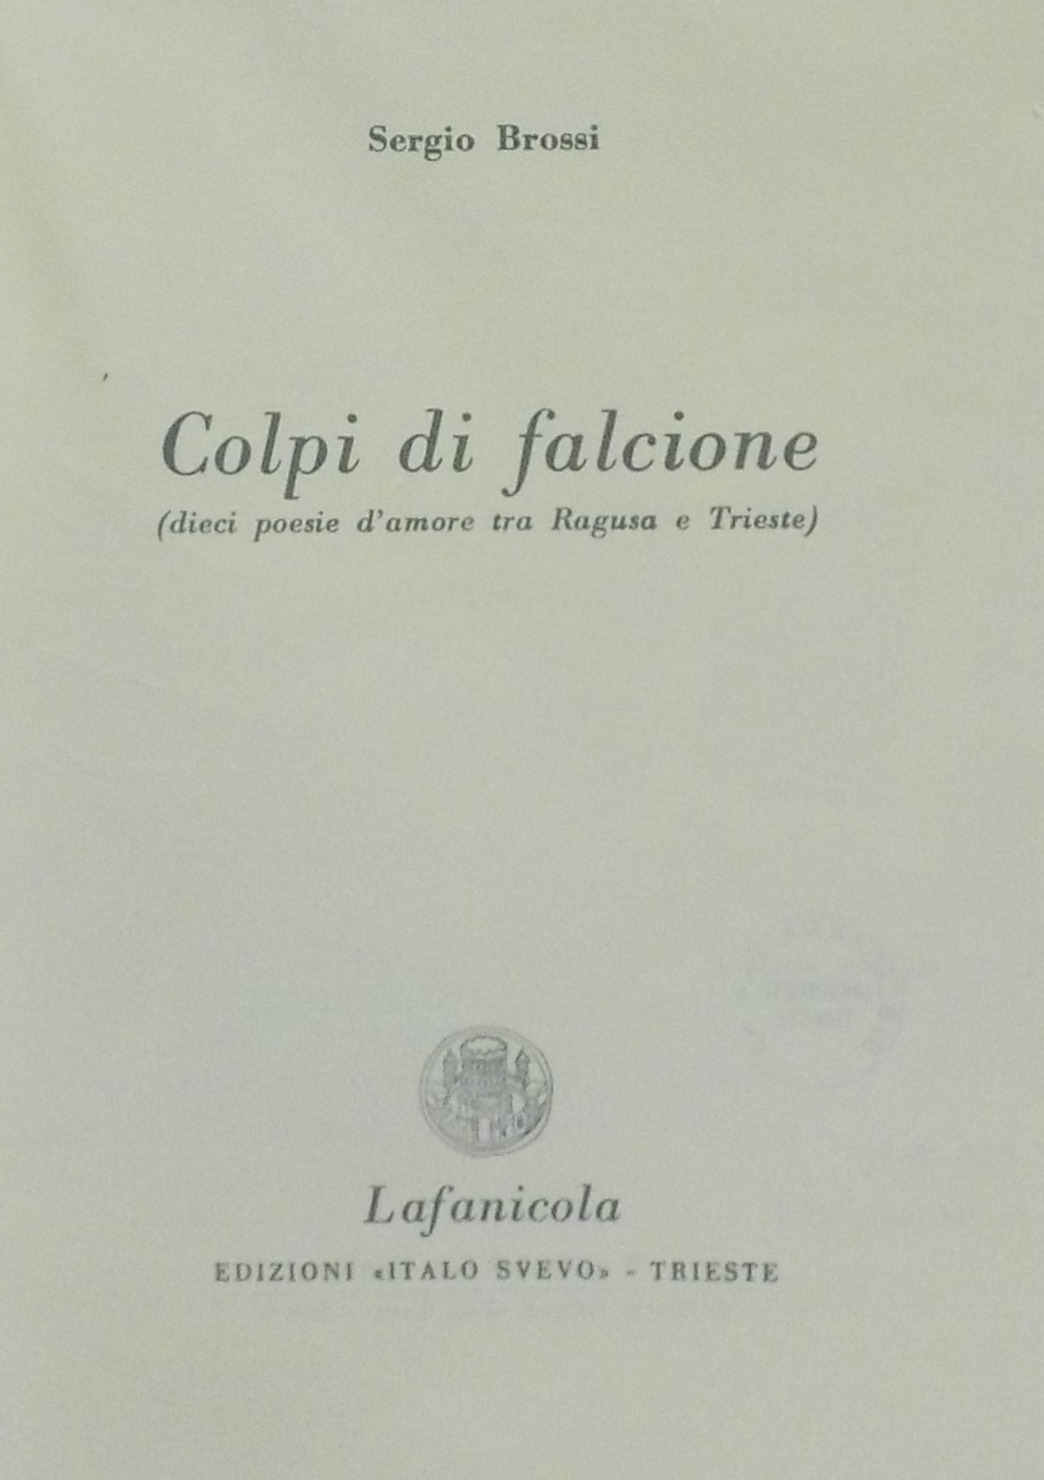 Sergio Brossi
Colpi di falcione
(dieci poesie d'amore tra Ragusa e Trieste)
Lafanicola
EDIZIONI «ITALO SVEVO» - TRIESTE